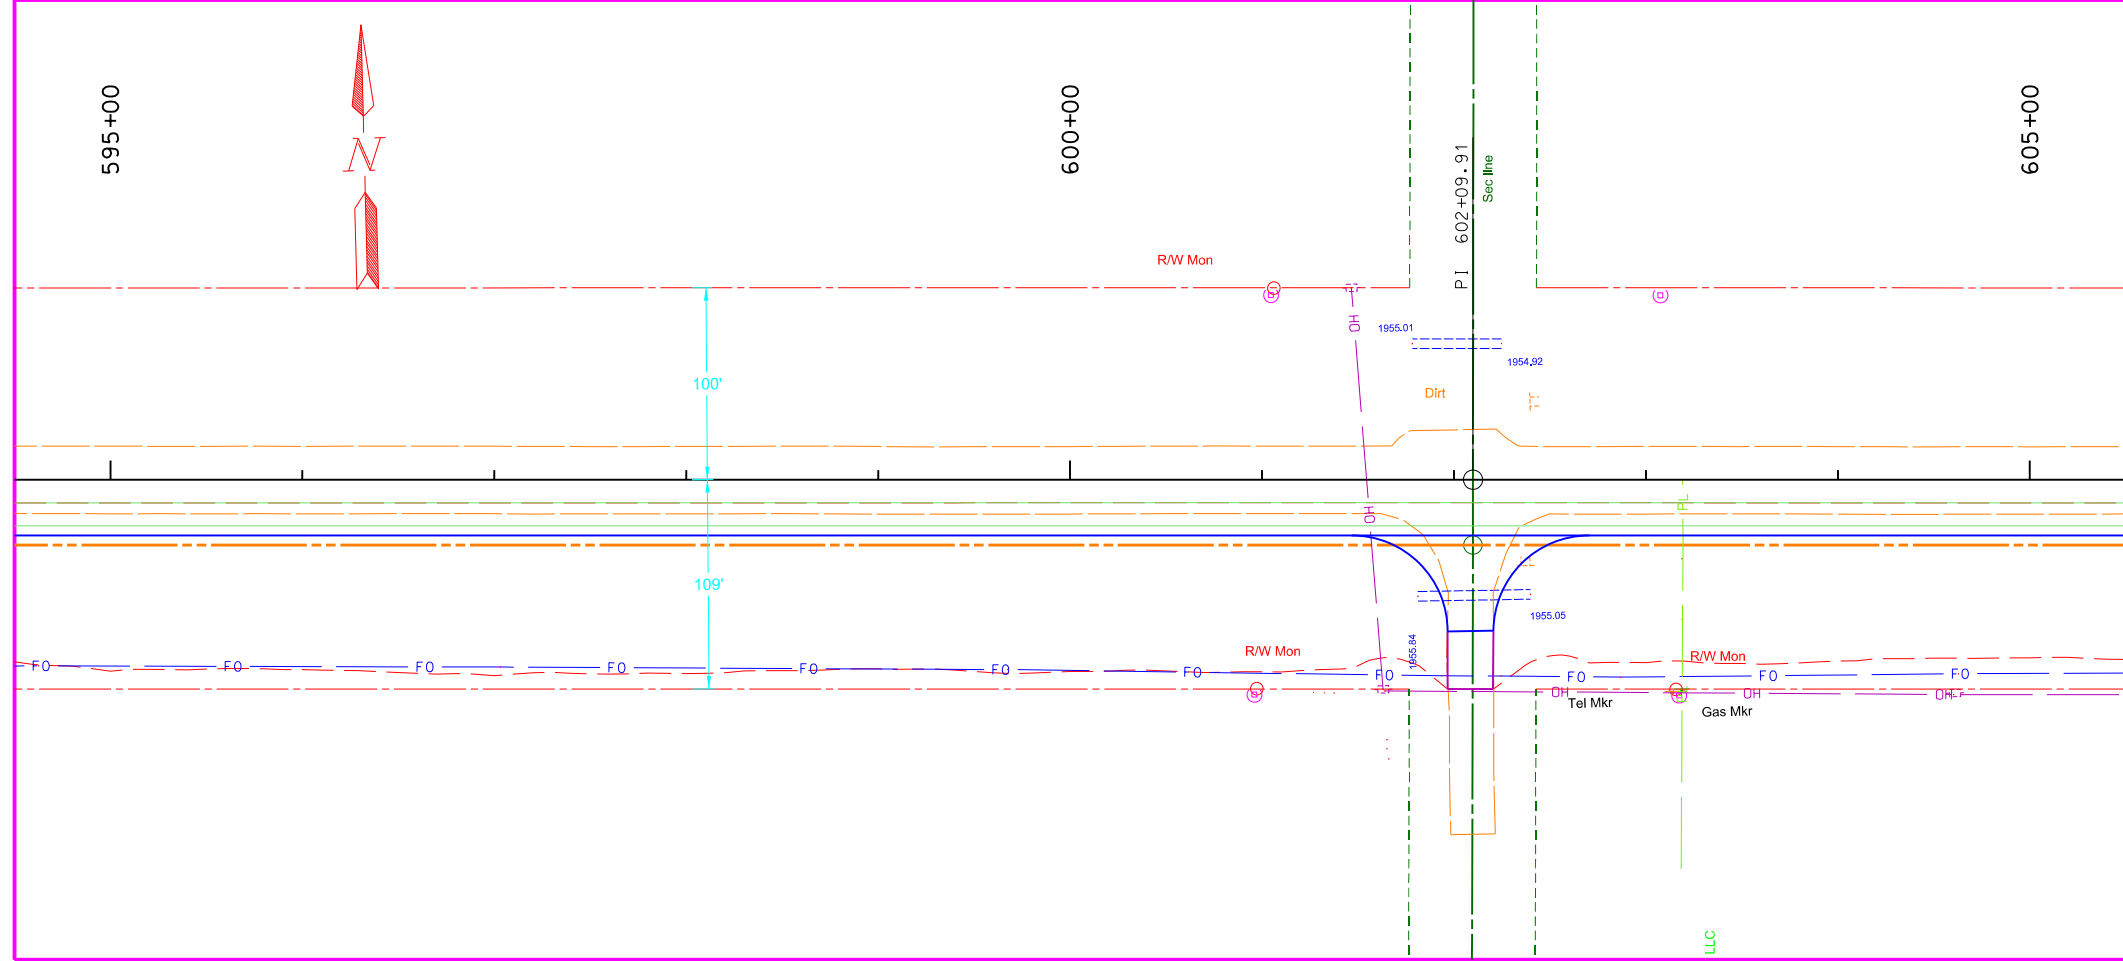 595+00
600+00
605+00
N
PI 602+09.91
Sec line
R/W Mon
OH
1955.01
1954.92
100'
Dirt
OH
PL
109'
1955.05
1955.84
R/W Mon
R/W Mon
FO
FO
FO
FO
FO
FO
FO
FO
FO
FO
FO
OH
OH
OH
Tel Mkr
Gas Mkr
LLC